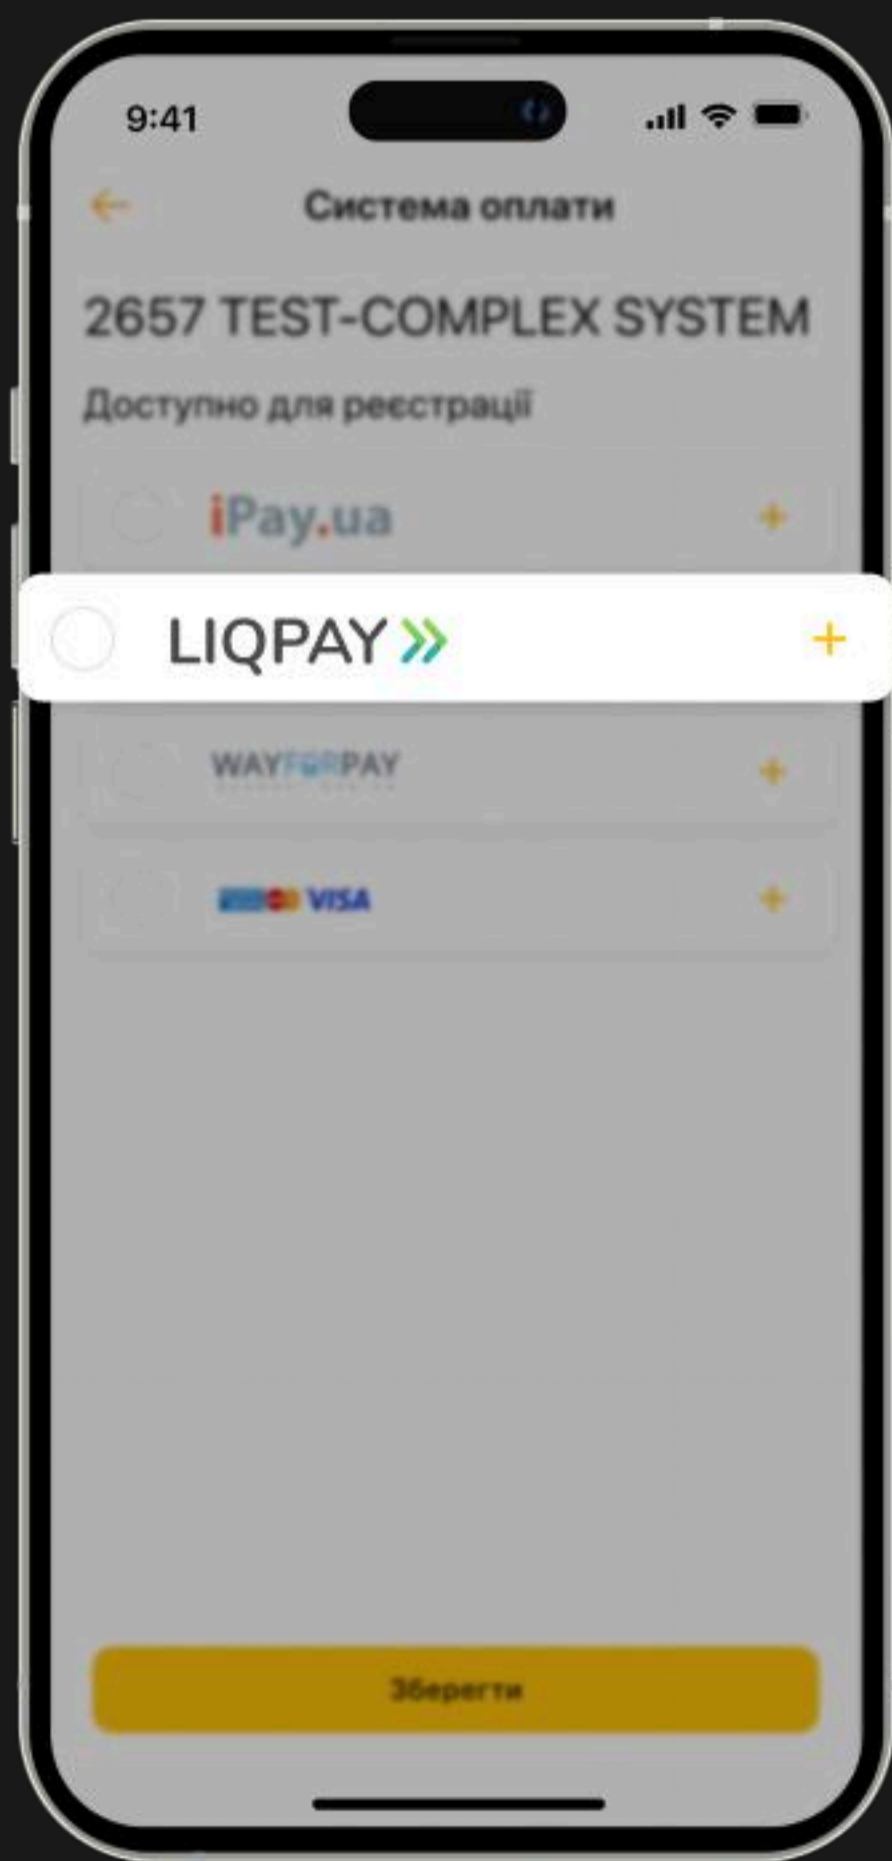 9:41
Система оплати
2657 TEST-COMPLEX SYSTEM
Доступно для реєстрації
iPay.ua
LIQPAY
WAYFORPAY
VISA
Зберегти